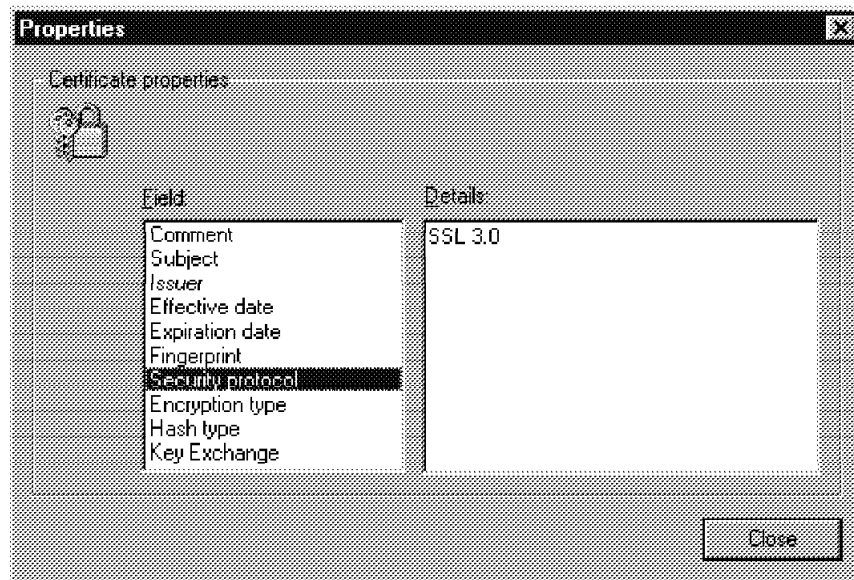 Properties
Certificate properties
Field:
Details:
Comment
Subject
Issuer
Effective date
Expiration date
Fingerprint
Security protocol
Encryption type
Hash type
Key Exchange
SSL 3.0
Close